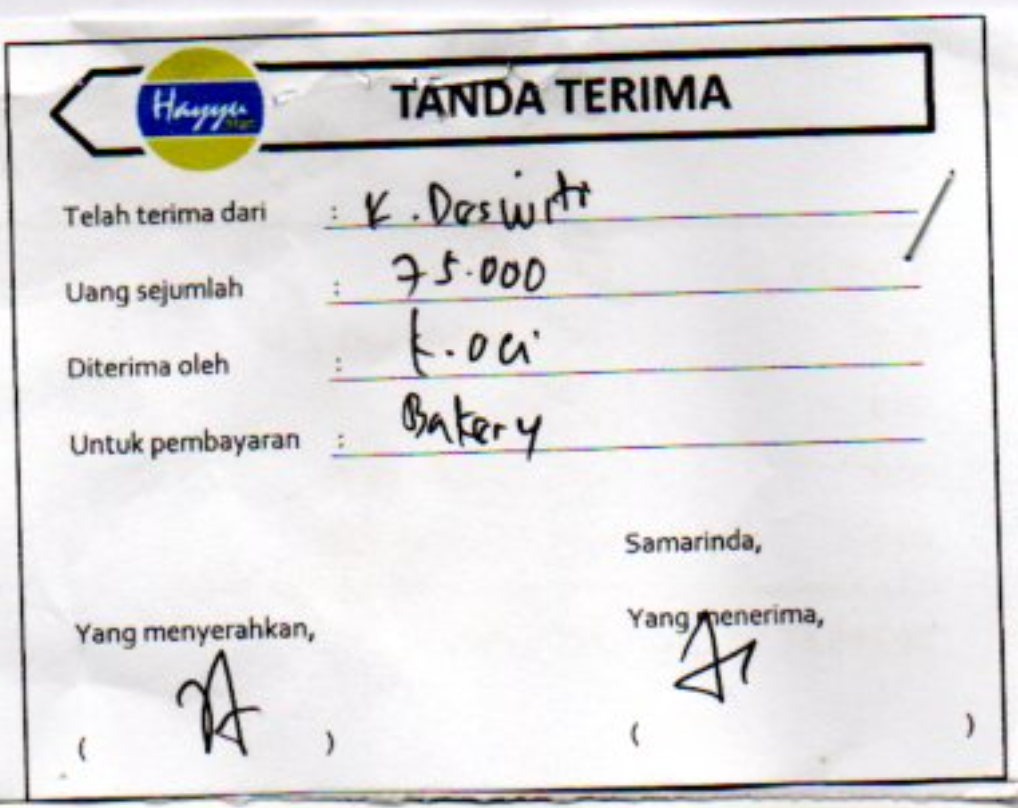 Hayyu
TANDA TERIMA
Telah terima dari : K. Deswita
Uang sejumlah : 75.000
Diterima oleh : K. Oci
Untuk pembayaran : Bakery
Samarinda,
Yang menyerahkan,
Yang menerima,
( )
( )